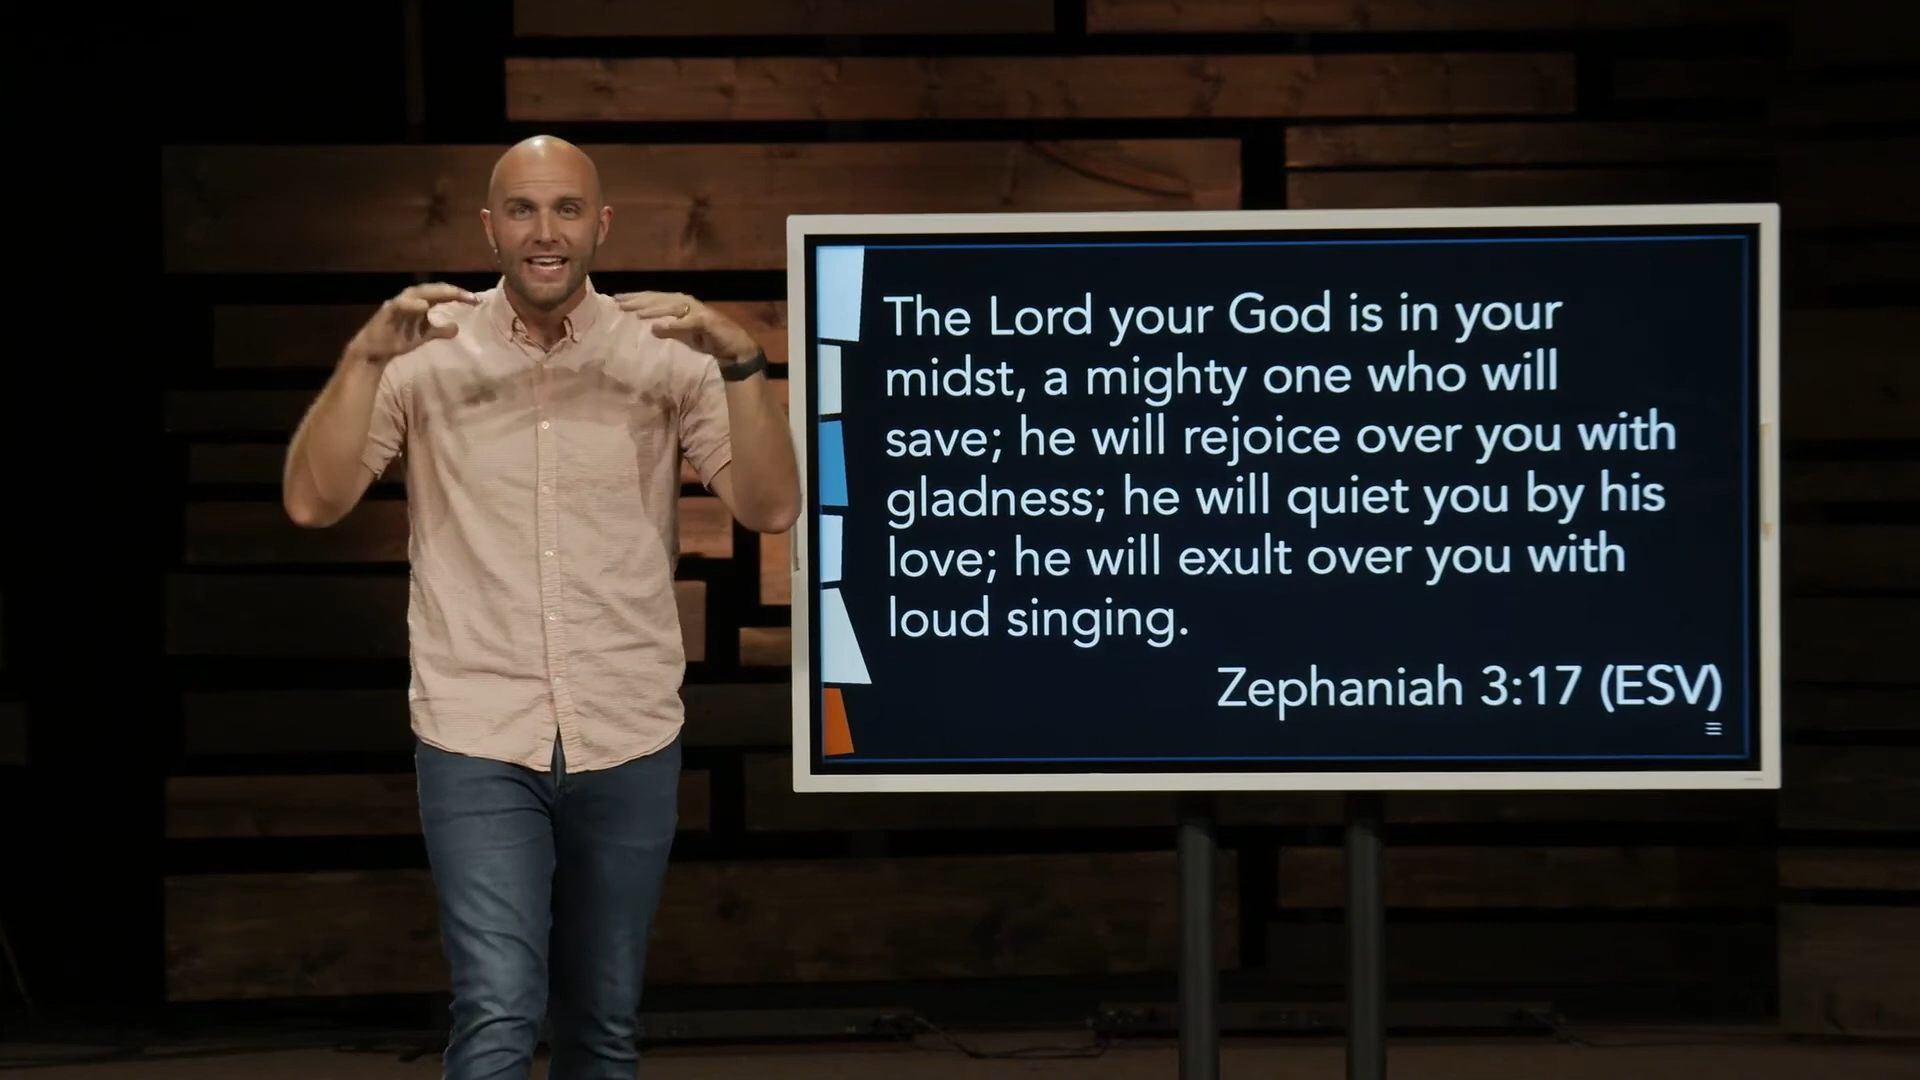 The Lord your God is in your
midst, a mighty one who will
save; he will rejoice over you with
gladness; he will quiet you by his
love; he will exult over you with
loud singing.
Zephaniah 3:17 (ESV)